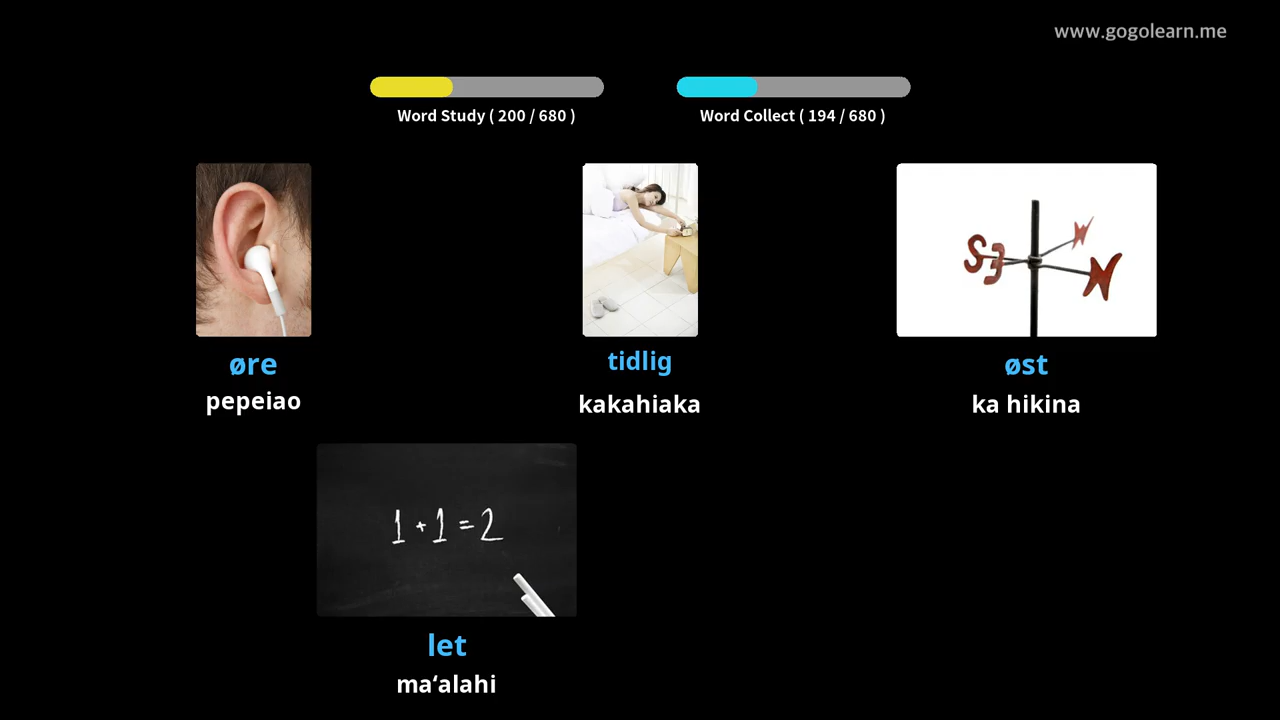 www.gogolearn.me
Word Study ( 200 / 680 )
Word Collect ( 194 / 680 )
øre
pepeiao
tidlig
kakahiaka
S
N
øst
ka hikina
1 + 1 = 2
let
maʻalahi